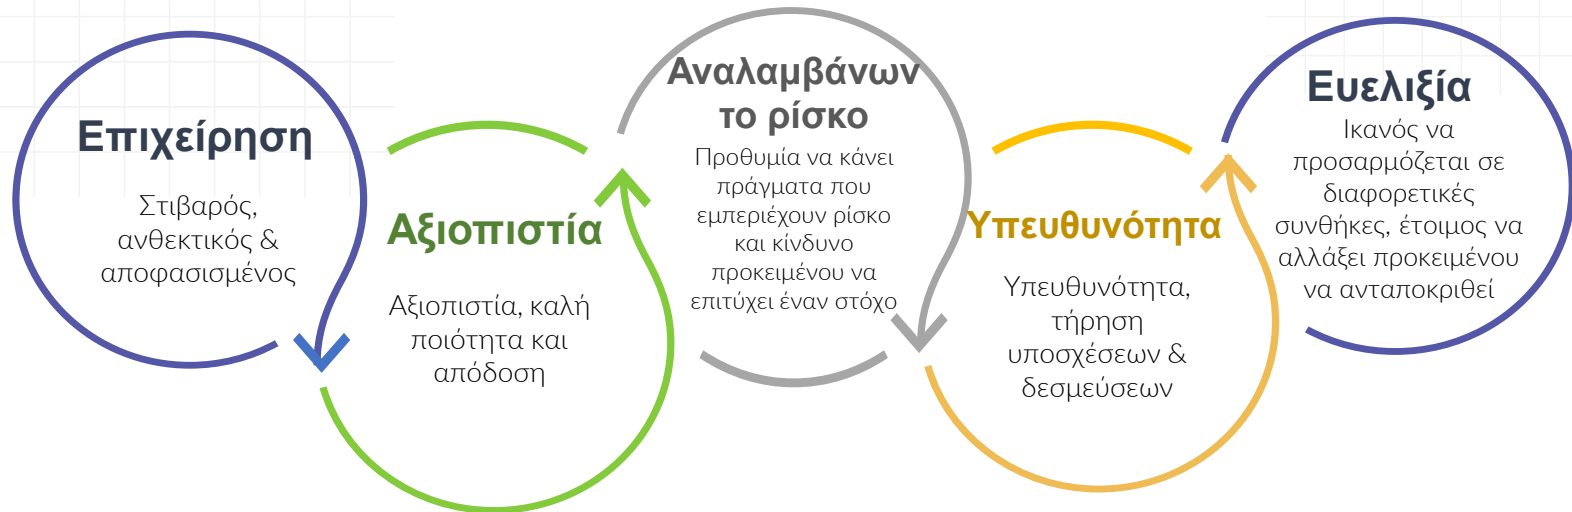 Επιχείρηση
Στιβαρός,
ανθεκτικός &
αποφασισμένος
Αξιοπιστία
Αξιοπιστία, καλή
ποιότητα και
απόδοση
Αναλαμβάνων
το ρίσκο
Προθυμία να κάνει
πράγματα που
εμπεριέχουν ρίσκο
και κίνδυνο
προκειμένου να
επιτύχει έναν στόχο
Υπευθυνότητα
Υπευθυνότητα,
τήρηση
υποσχέσεων &
δεσμεύσεων
Ευελιξία
Ικανός να
προσαρμόζεται σε
διαφορετικές
συνθήκες, έτοιμος να
αλλάξει προκειμένου
να ανταποκριθεί